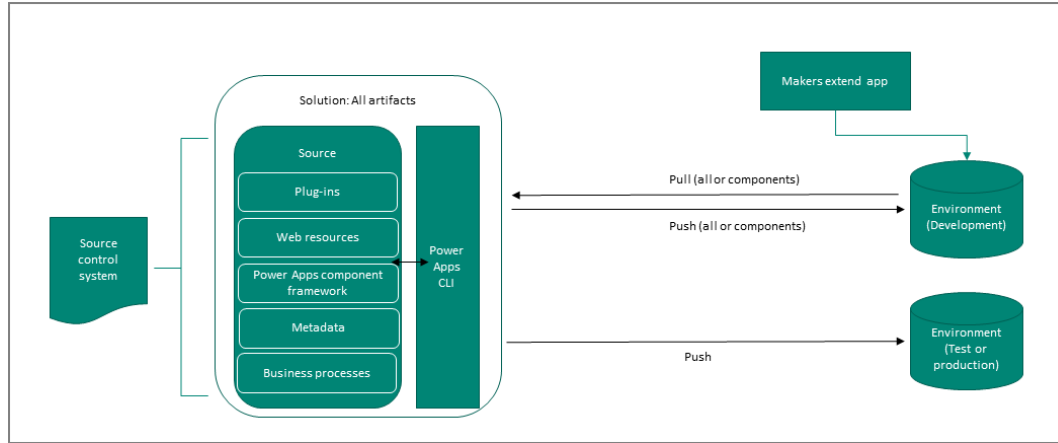 Solution: All artifacts
Source
control
system
Source
Plug-ins
Web resources
Power Apps component
framework
Metadata
Business processes
Power
Apps
CLI
Makers extend app
Pull (all or components)
Push (all or components)
Environment
(Development)
Push
Environment
(Test or
production)